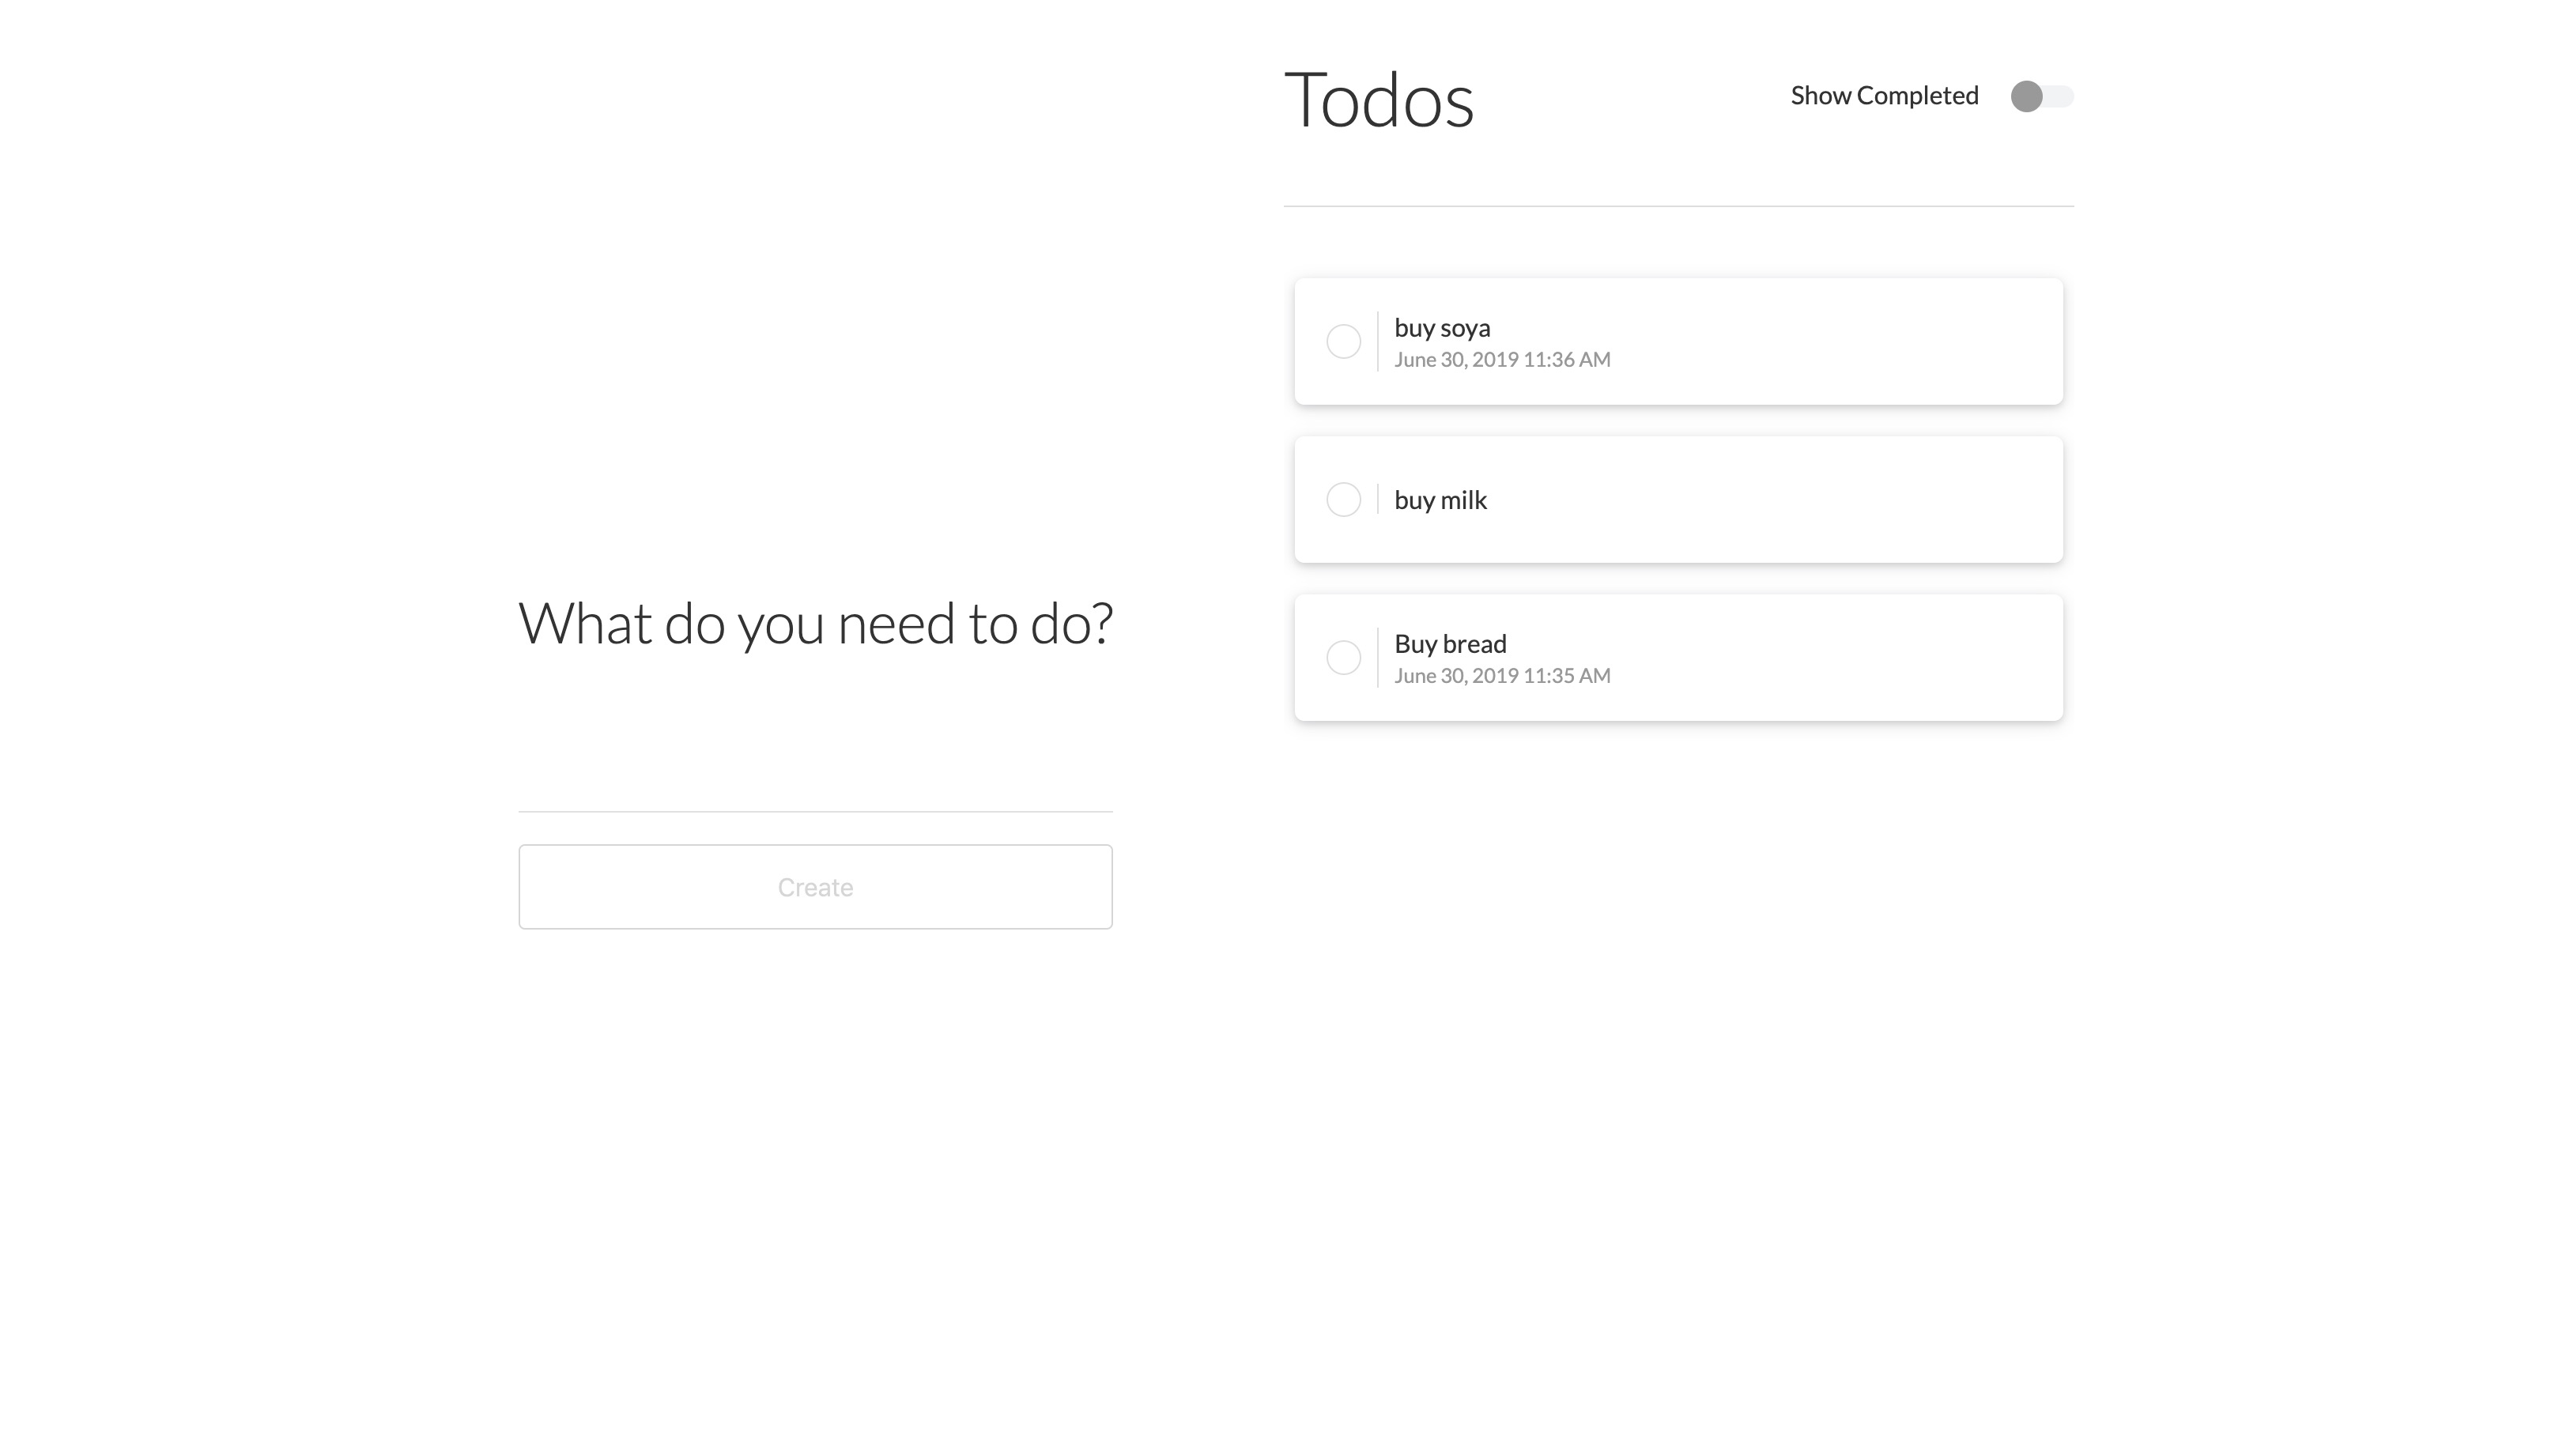 Todos
Show Completed
buy soya
June 30, 2019 11:36 AM
buy milk
Buy bread
June 30, 2019 11:35 AM
What do you need to do?
Create